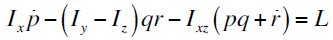 I_x ṗ − (I_y − I_z) qr − I_xz (pq + ṙ) = L